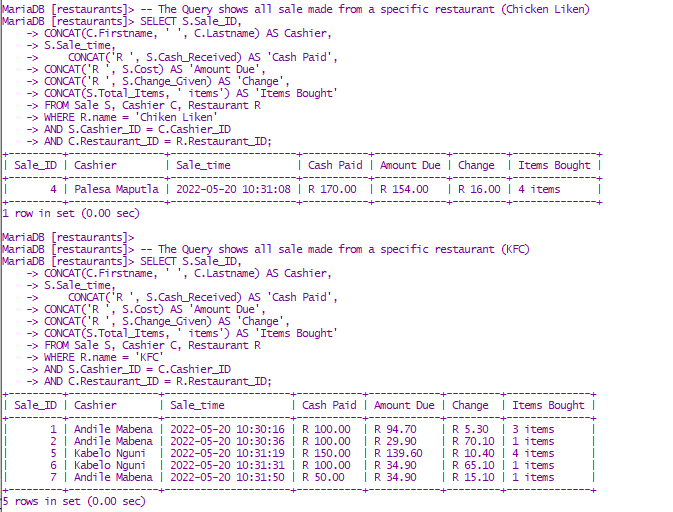 MariaDB [restaurants]> -- The Query shows all sale made from a specific restaurant (Chicken Liken)
MariaDB [restaurants]> SELECT S.Sale_ID,
    -> CONCAT(C.Firstname, ' ', C.Lastname) AS Cashier,
    -> S.Sale_time,
    ->     CONCAT('R ', S.Cash_Received) AS 'Cash Paid',
    -> CONCAT('R ', S.Cost) AS 'Amount Due',
    -> CONCAT('R ', S.Change_Given) AS 'Change',
    -> CONCAT(S.Total_Items, ' items') AS 'Items Bought'
    -> FROM Sale S, Cashier C, Restaurant R
    -> WHERE R.name = 'Chiken Liken'
    -> AND S.Cashier_ID = C.Cashier_ID
    -> AND C.Restaurant_ID = R.Restaurant_ID;
+---------+----------------+---------------------+-----------+------------+---------+--------------+
| Sale_ID | Cashier        | Sale_time           | Cash Paid | Amount Due | Change  | Items Bought |
+---------+----------------+---------------------+-----------+------------+---------+--------------+
|       4 | Palesa Maputla | 2022-05-20 10:31:08 | R 170.00  | R 154.00   | R 16.00 | 4 items      |
+---------+----------------+---------------------+-----------+------------+---------+--------------+
1 row in set (0.00 sec)

MariaDB [restaurants]>
MariaDB [restaurants]> -- The Query shows all sale made from a specific restaurant (KFC)
MariaDB [restaurants]> SELECT S.Sale_ID,
    -> CONCAT(C.Firstname, ' ', C.Lastname) AS Cashier,
    -> S.Sale_time,
    ->     CONCAT('R ', S.Cash_Received) AS 'Cash Paid',
    -> CONCAT('R ', S.Cost) AS 'Amount Due',
    -> CONCAT('R ', S.Change_Given) AS 'Change',
    -> CONCAT(S.Total_Items, ' items') AS 'Items Bought'
    -> FROM Sale S, Cashier C, Restaurant R
    -> WHERE R.name = 'KFC'
    -> AND S.Cashier_ID = C.Cashier_ID
    -> AND C.Restaurant_ID = R.Restaurant_ID;
+---------+---------------+---------------------+-----------+------------+---------+--------------+
| Sale_ID | Cashier       | Sale_time           | Cash Paid | Amount Due | Change  | Items Bought |
+---------+---------------+---------------------+-----------+------------+---------+--------------+
|       1 | Andile Mabena | 2022-05-20 10:30:16 | R 100.00  | R 94.70    | R 5.30  | 3 items      |
|       2 | Andile Mabena | 2022-05-20 10:30:36 | R 100.00  | R 29.90    | R 70.10 | 1 items      |
|       5 | Kabelo Nguni  | 2022-05-20 10:31:19 | R 150.00  | R 139.60   | R 10.40 | 4 items      |
|       6 | Kabelo Nguni  | 2022-05-20 10:31:31 | R 100.00  | R 34.90    | R 65.10 | 1 items      |
|       7 | Andile Mabena | 2022-05-20 10:31:50 | R 50.00   | R 34.90    | R 15.10 | 1 items      |
+---------+---------------+---------------------+-----------+------------+---------+--------------+
5 rows in set (0.00 sec)